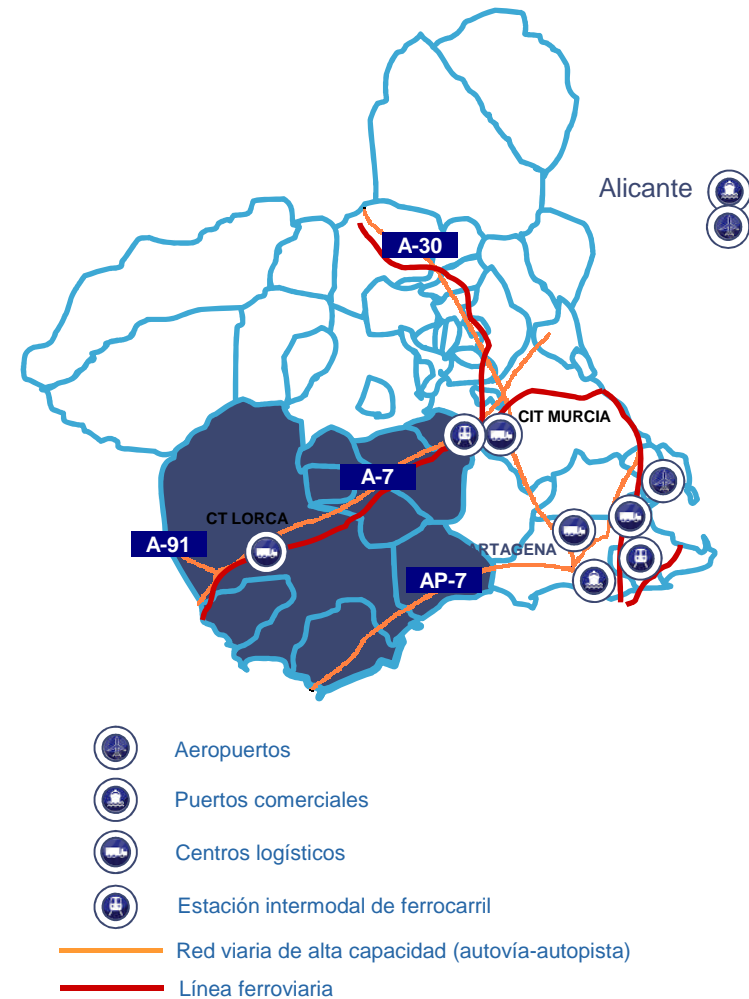 Alicante
A-30
CIT MURCIA
A-7
CT LORCA
A-91
ARTAGENA
AP-7
Aeropuertos
Puertos comerciales
Centros logísticos
Estación intermodal de ferrocarril
Red viaria de alta capacidad (autovía-autopista)
Línea ferroviaria